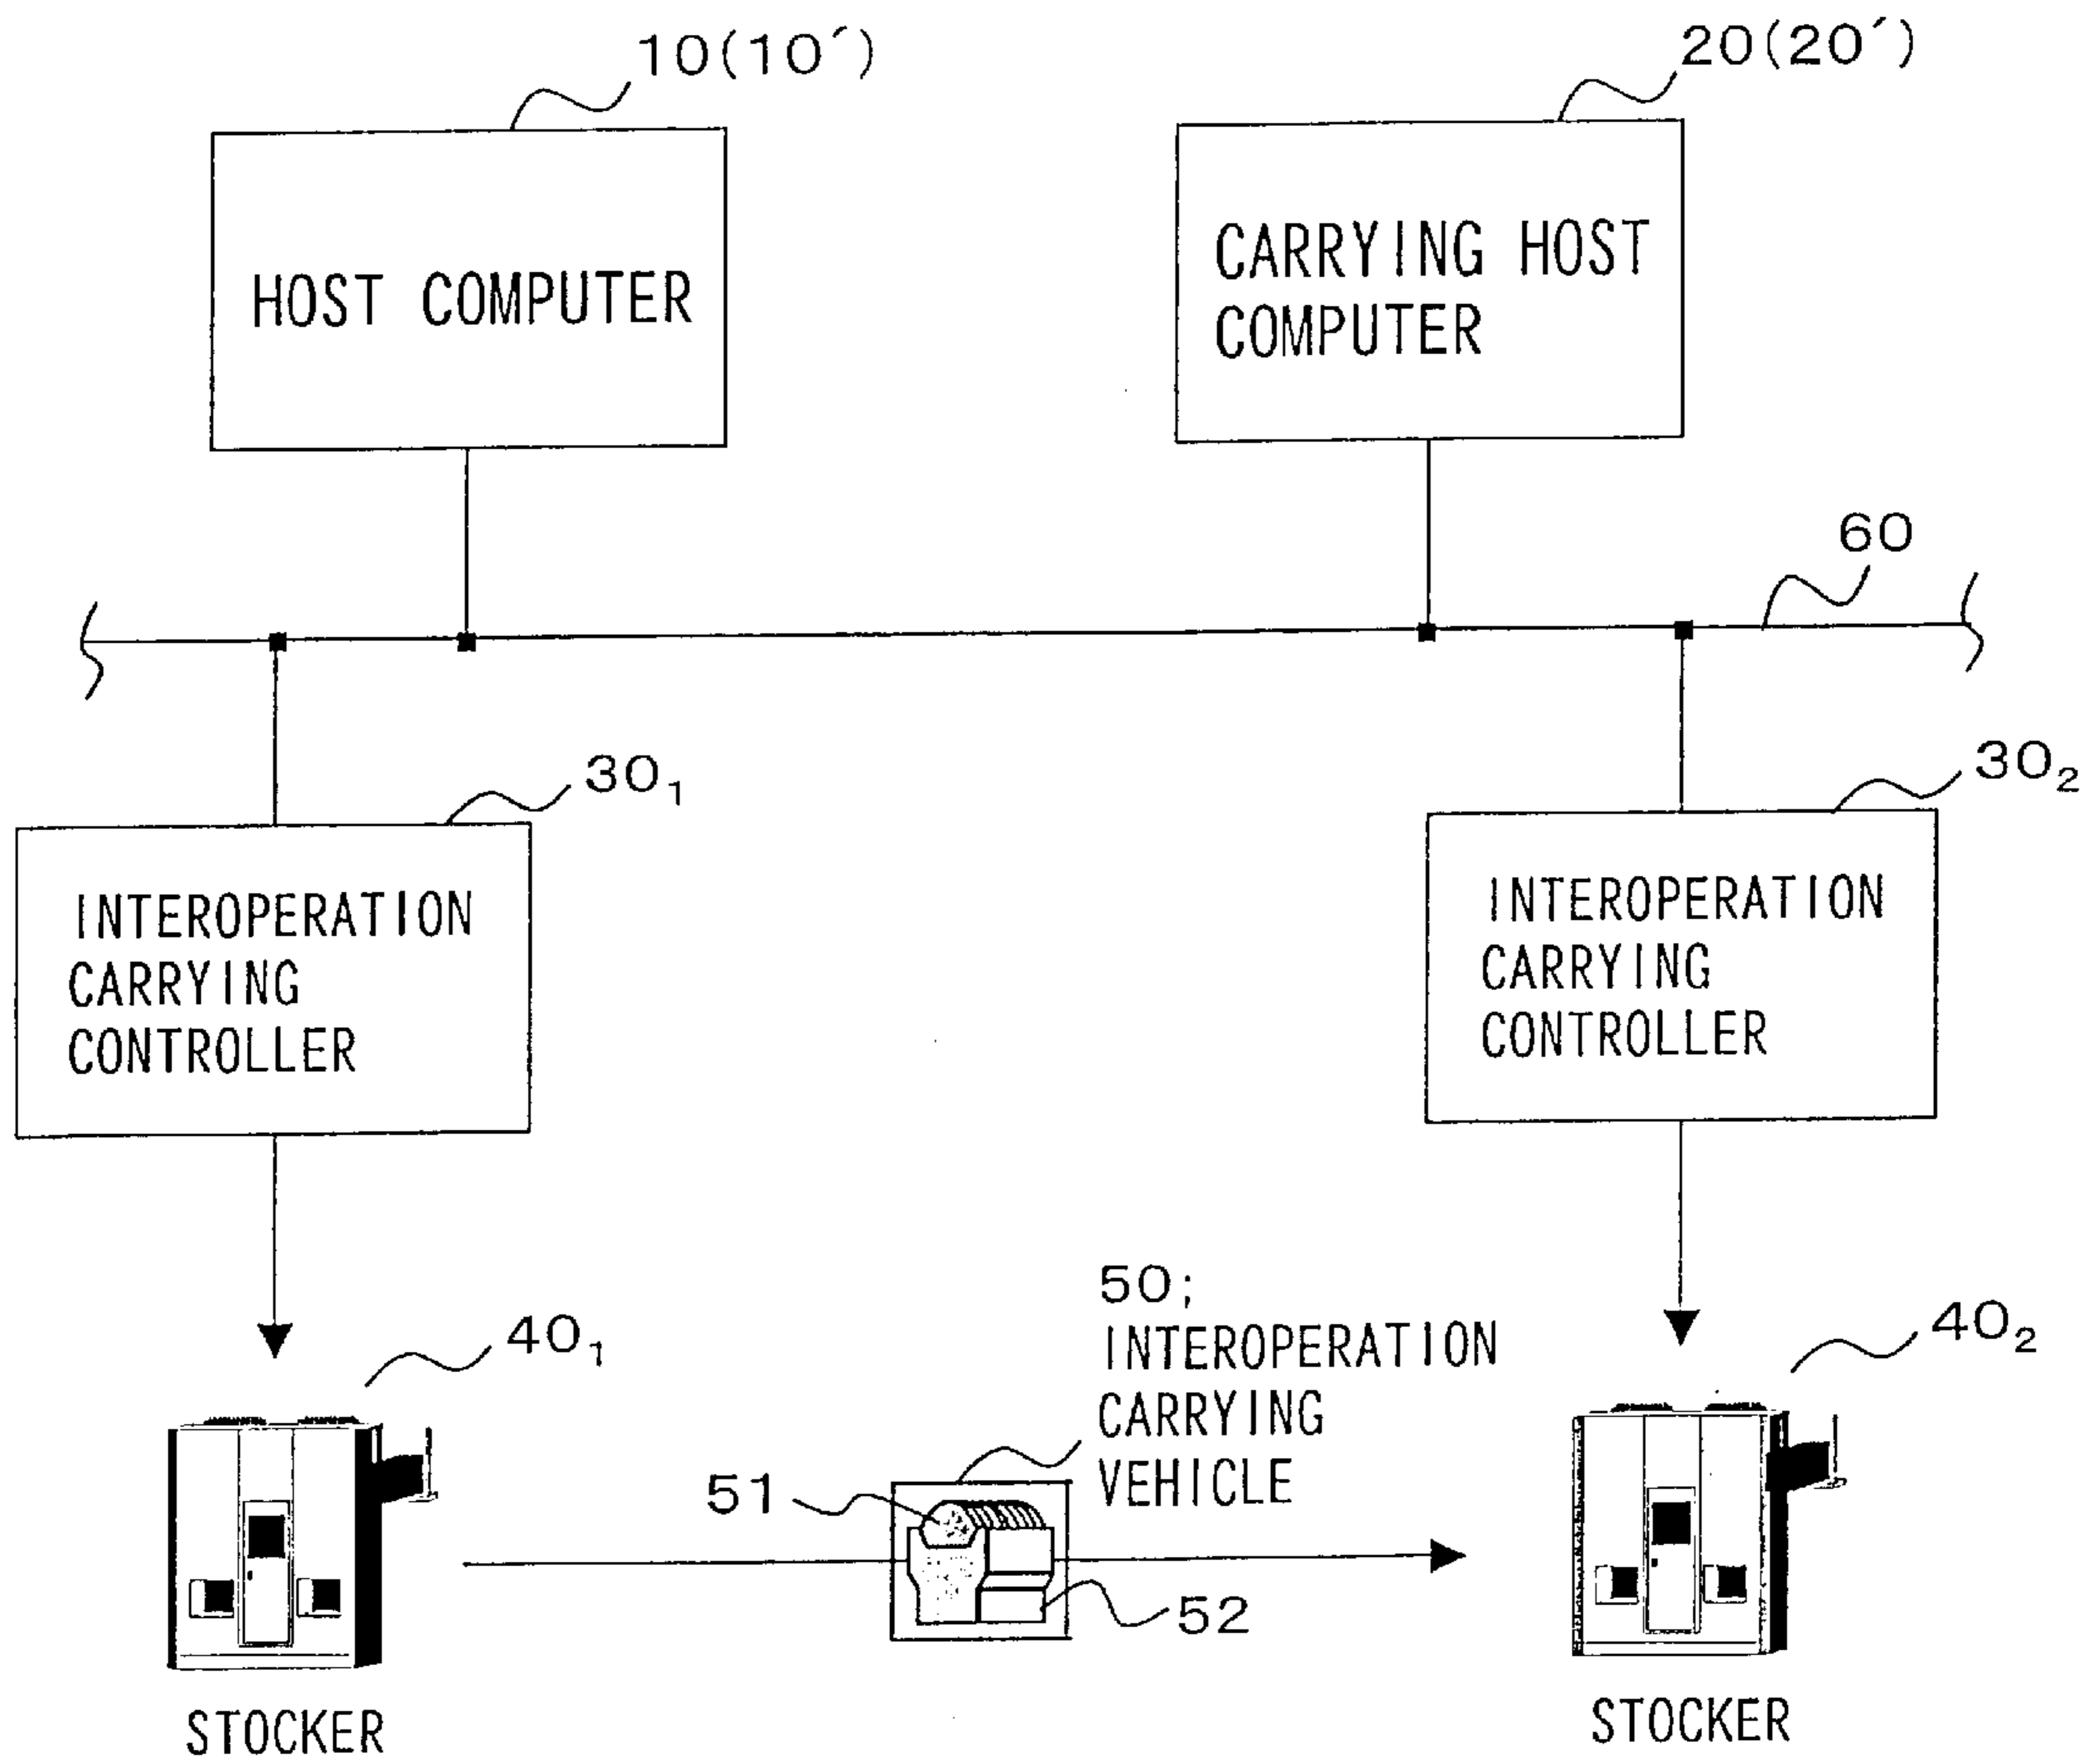 10(10´)
20(20´)
HOST COMPUTER
CARRYING HOST
COMPUTER
60
30₁
30₂
INTEROPERATION
CARRYING
CONTROLLER
INTEROPERATION
CARRYING
CONTROLLER
40₁
50;
INTEROPERATION
CARRYING
VEHICLE
40₂
51
52
STOCKER
STOCKER